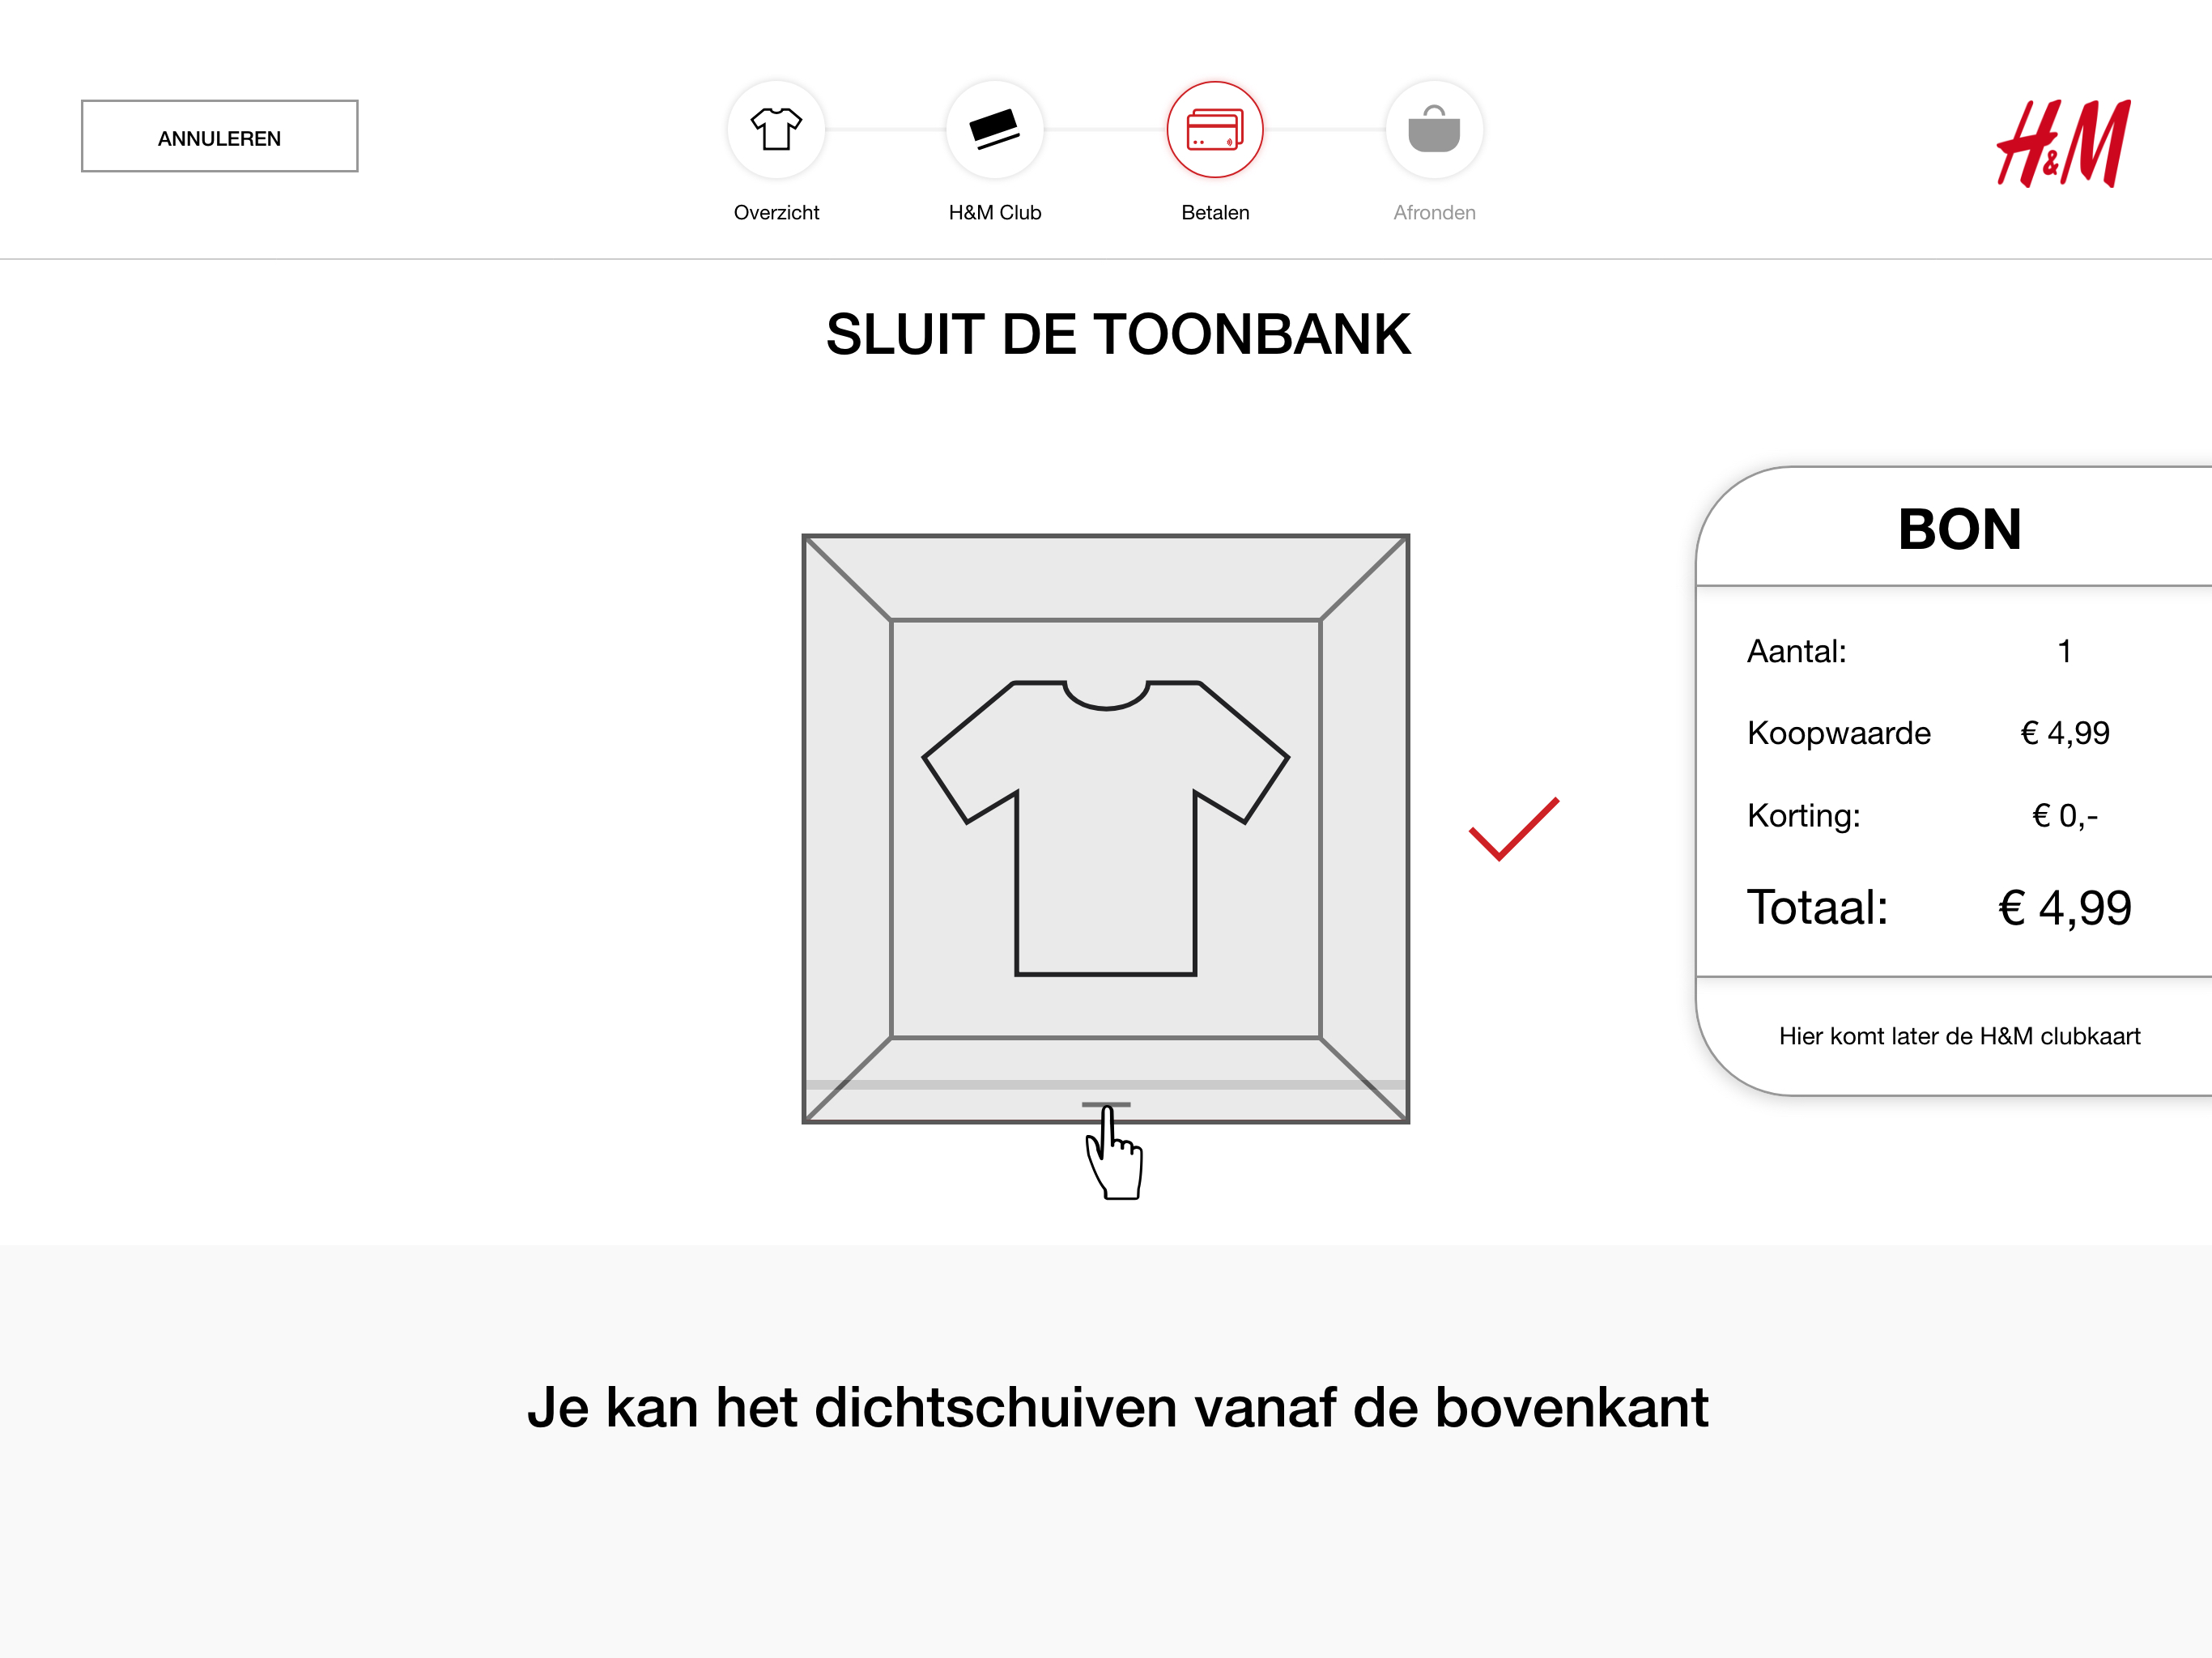 ANNULEREN
Overzicht
H&M Club
Betalen
Afronden
H&M
SLUIT DE TOONBANK
BON
Aantal: 1
Koopwaarde € 4,99
Korting: € 0,-
Totaal: € 4,99
Hier komt later de H&M clubkaart
Je kan het dichtschuiven vanaf de bovenkant